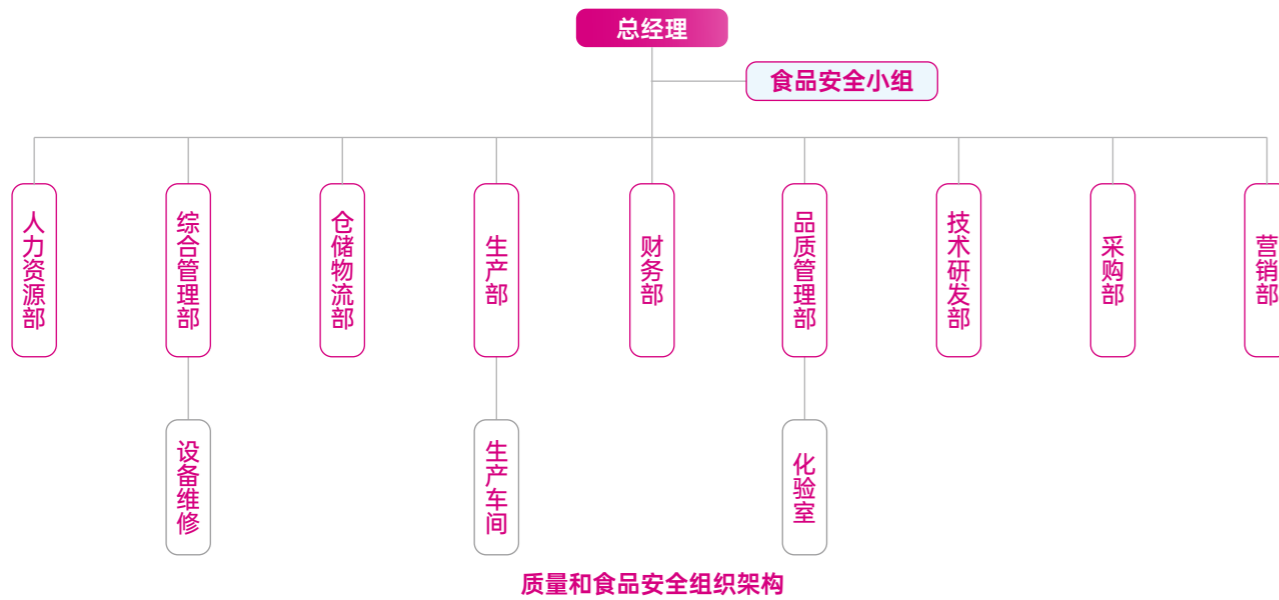 总经理
食品安全小组
人力资源部
综合管理部
仓储物流部
生产部
财务部
品质管理部
技术研发部
采购部
营销部
设备维修
生产车间
化验室
质量和食品安全组织架构